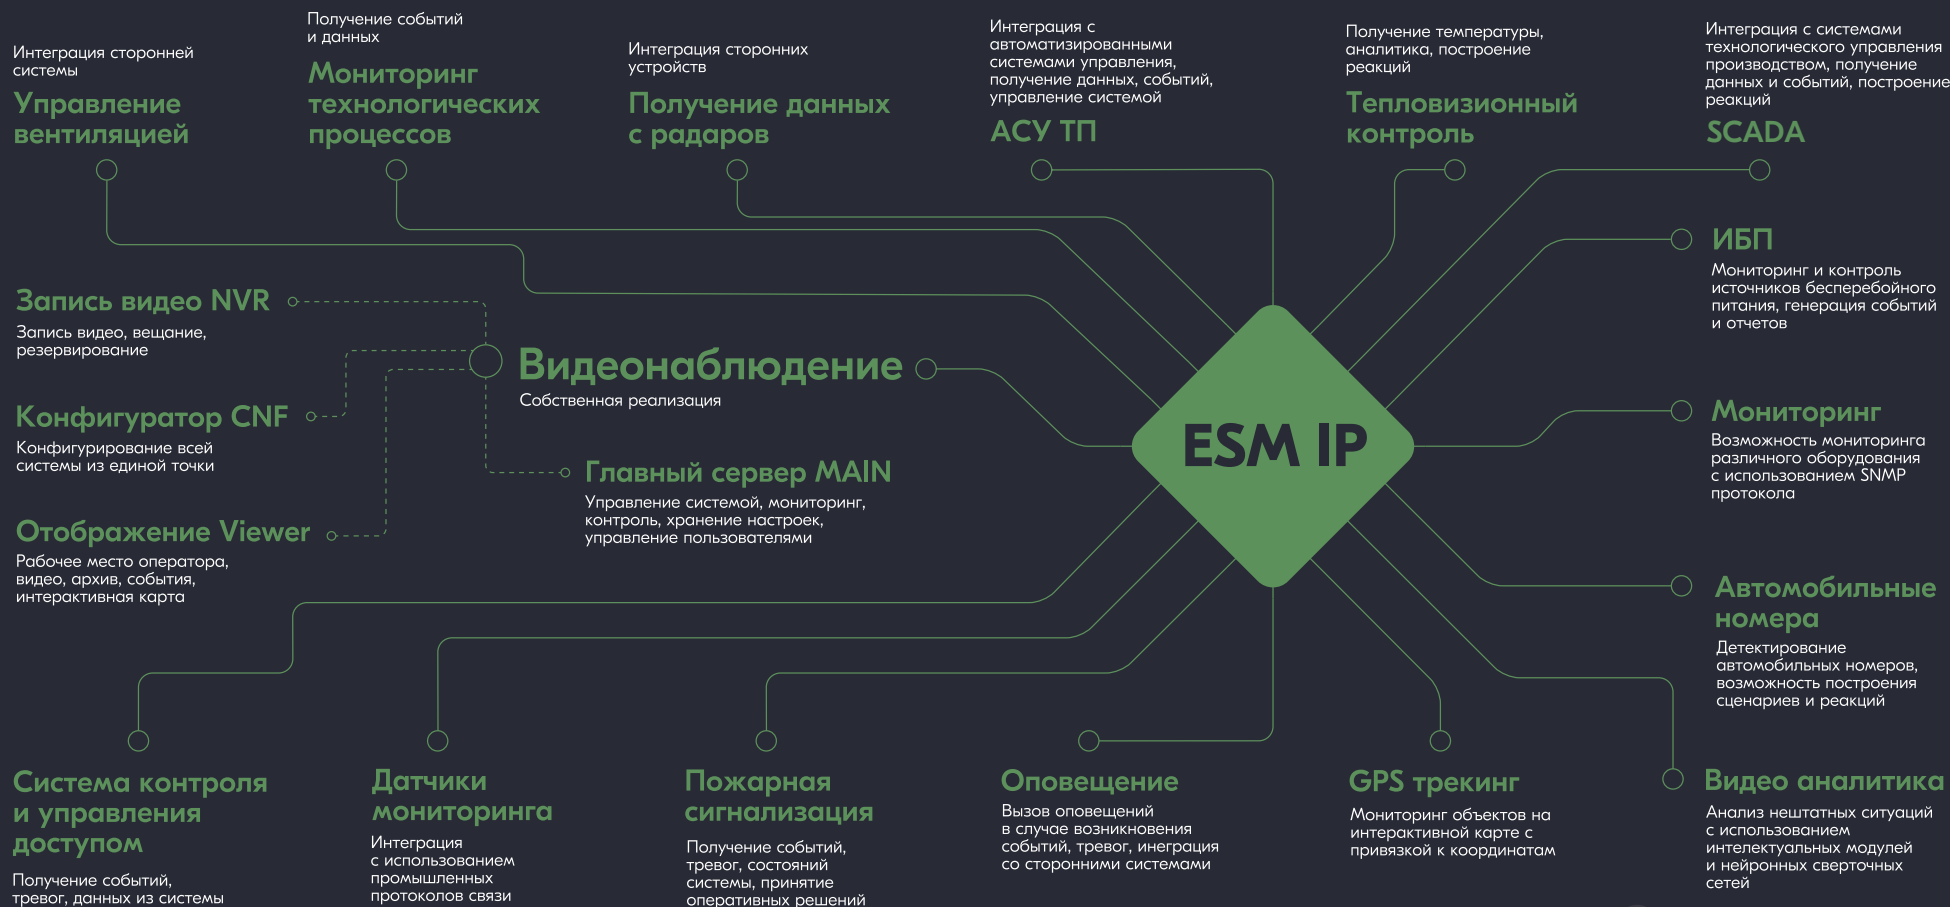 Интеграция сторонней
системы
Управление
вентиляцией
Получение событий
и данных
Мониторинг
технологических
процессов
Интеграция сторонних
устройств
Получение данных
с радаров
Интеграция с
автоматизированными
системами управления,
получение данных, событий,
управление системой
АСУ ТП
Получение температуры,
аналитика, построение
реакций
Тепловизионный
контроль
Интеграция с системами
технологического управления
производством, получение
данных и событий, построение
реакций
SCADA
ИБП
Мониторинг и контроль
источников бесперебойного
питания, генерация событий
и отчетов
Запись видео NVR
Запись видео, вещание,
резервирование
Видеонаблюдение
Собственная реализация
Конфигуратор CNF
Конфигурирование всей
системы из единой точки
Главный сервер MAIN
Управление системой, мониторинг,
контроль, хранение настроек,
управление пользователями
Отображение Viewer
Рабочее место оператора,
видео, архив, события,
интерактивная карта
ESM IP
Мониторинг
Возможность мониторинга
различного оборудования
с использованием SNMP
протокола
Автомобильные
номера
Детектирование
автомобильных номеров,
возможность построения
сценариев и реакций
Система контроля
и управления
доступом
Получение событий,
тревог, данных из системы
Датчики
мониторинга
Интеграция
с использованием
промышленных
протоколов связи
Пожарная
сигнализация
Получение событий,
тревог, состояний
системы, принятие
оперативных решений
Оповещение
Вызов оповещений
в случае возникновения
событий, тревог, инеграция
со сторонними системами
GPS трекинг
Мониторинг объектов на
интерактивной карте с
привязкой к координатам
Видео аналитика
Анализ нештатных ситуаций
с использованием
интелектуальных модулей
и нейронных сверточных
сетей